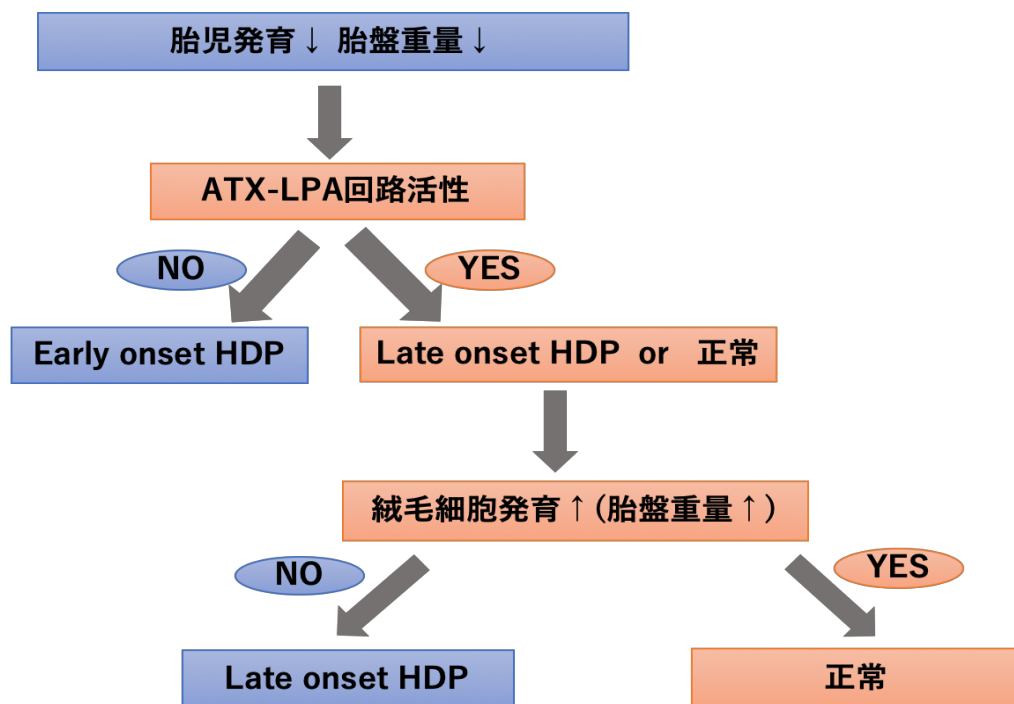 胎児発育↓ 胎盤重量↓
ATX-LPA回路活性
NO
YES
Early onset HDP
Late onset HDP or 正常
絨毛細胞発育↑(胎盤重量↑)
NO
YES
Late onset HDP
正常